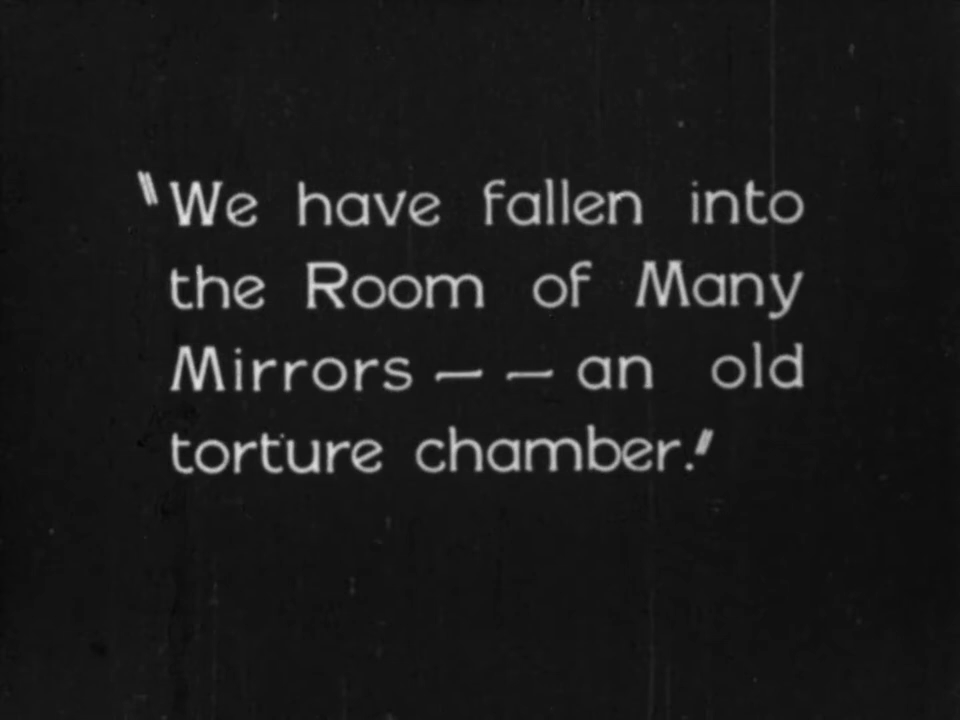 "We have fallen into
the Room of Many
Mirrors — — an old
torture chamber."